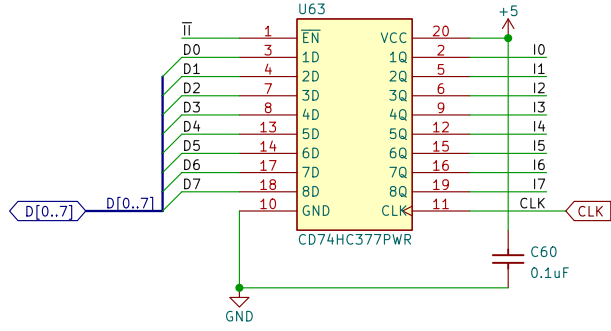 U63
+5
I̅I̅ 1 E̅N̅ VCC 20
D0 3 1D 1Q 2 I0
D1 4 2D 2Q 5 I1
D2 7 3D 3Q 6 I2
D3 8 4D 4Q 9 I3
D4 13 5D 5Q 12 I4
D5 14 6D 6Q 15 I5
D6 17 7D 7Q 16 I6
D7 18 8D 8Q 19 I7
D[0..7] D[0..7] 10 GND CLK 11 CLK CLK
CD74HC377PWR
C60
0.1uF
GND